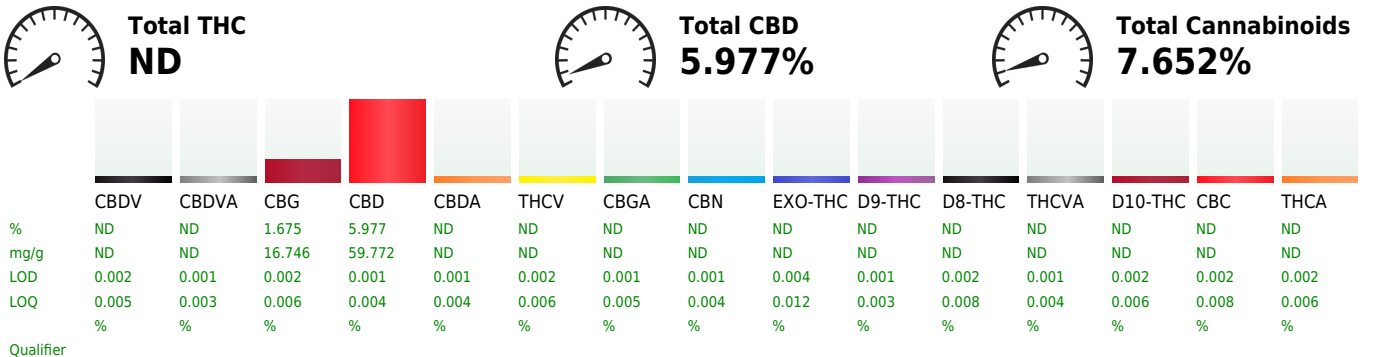 Total THC
ND
Total CBD
5.977%
Total Cannabinoids
7.652%
CBDV CBDVA CBG CBD CBDA THCV CBGA CBN EXO-THC D9-THC D8-THC THCVA D10-THC CBC THCA
% ND ND 1.675 5.977 ND ND ND ND ND ND ND ND ND ND ND
mg/g ND ND 16.746 59.772 ND ND ND ND ND ND ND ND ND ND ND
LOD 0.002 0.001 0.002 0.001 0.001 0.002 0.001 0.001 0.004 0.001 0.002 0.001 0.002 0.002 0.002
LOQ 0.005 0.003 0.006 0.004 0.004 0.006 0.005 0.004 0.012 0.003 0.008 0.004 0.006 0.008 0.006
% % % % % % % % % % % % % % %
Qualifier